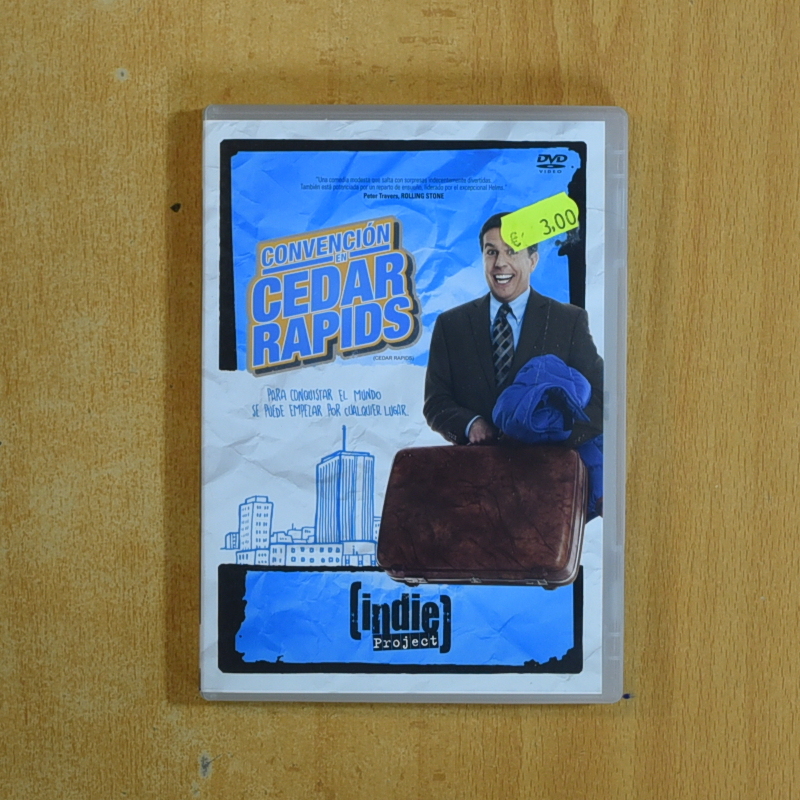 DVD
VIDEO
"Una comedia modesta que salta con sorpresas indecentemente divertidas.
También está potenciada por un reparto de ensueño, liderado por el excepcional Helms."
Peter Travers, ROLLING STONE
€. 3,00
CONVENCIÓN
EN
CEDAR
RAPIDS
(CEDAR RAPIDS)
PARA CONQUISTAR EL MUNDO
SE PUEDE EMPEZAR POR CUALQUIER LUGAR.
(indie)
Project